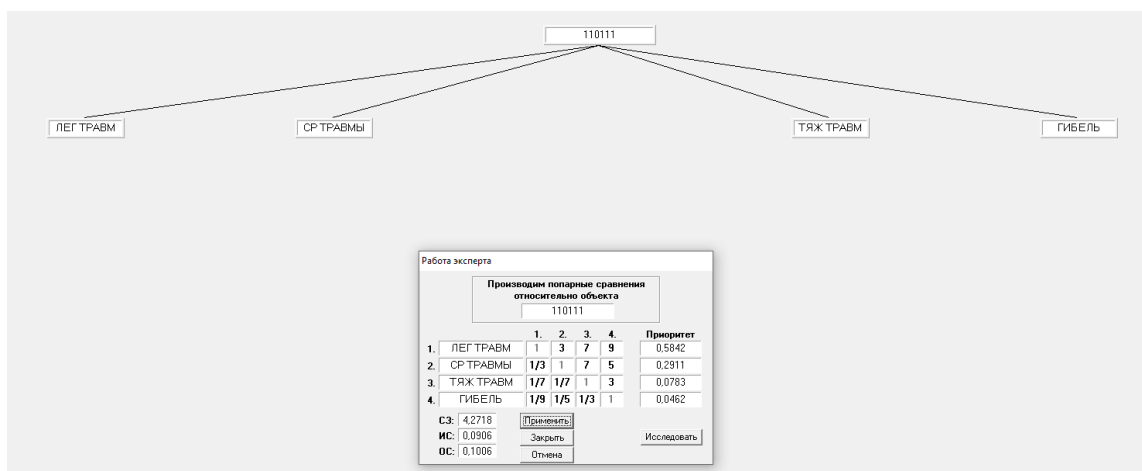 110111
ЛЕГ ТРАВМ СР ТРАВМЫ ТЯЖ ТРАВМ ГИБЕЛЬ
Работа эксперта
Производим попарные сравнения
относительно объекта
110111
1. 2. 3. 4. Приоритет
1. ЛЕГ ТРАВМ 1 3 7 9 0,5842
2. СР ТРАВМЫ 1/3 1 7 5 0,2911
3. ТЯЖ ТРАВМ 1/7 1/7 1 3 0,0783
4. ГИБЕЛЬ 1/9 1/5 1/3 1 0,0462
СЗ: 4,2718 Применить
ИС: 0,0906 Закрыть Исследовать
ОС: 0,1006 Отмена